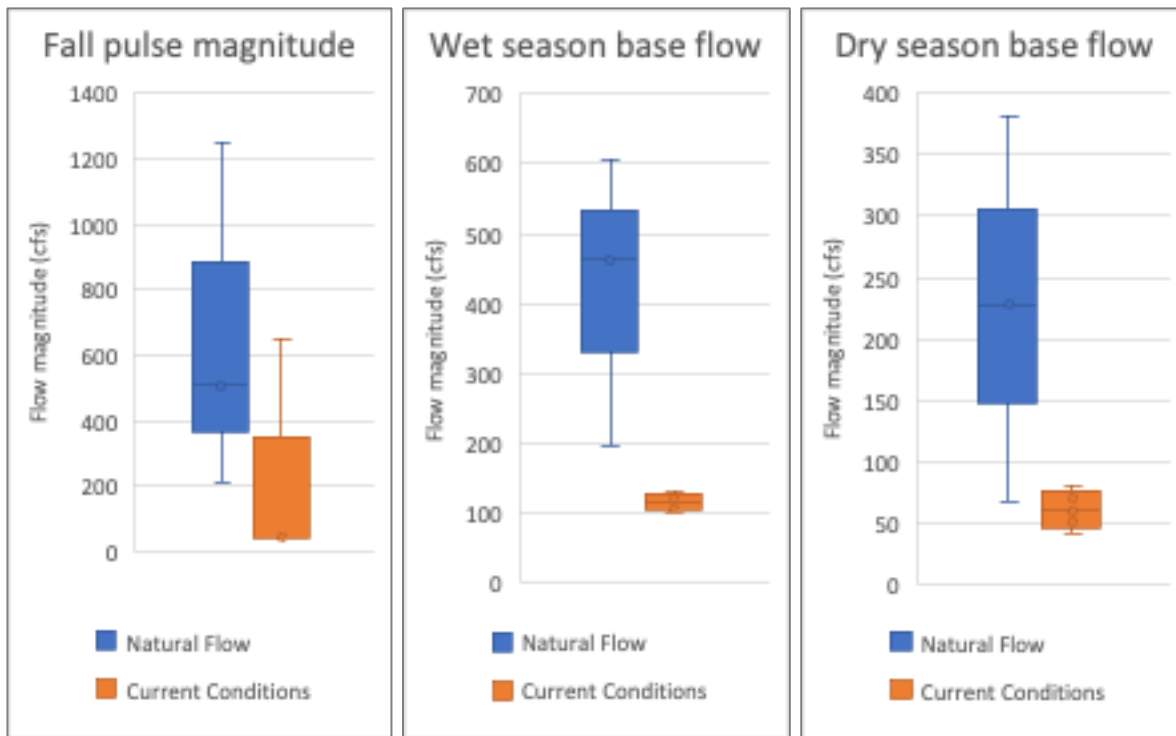 Fall pulse magnitude
1400
1200
1000
800
600
400
200
0
Flow magnitude (cfs)
Natural Flow
Current Conditions
Wet season base flow
700
600
500
400
300
200
100
0
Flow magnitude (cfs)
Natural Flow
Current Conditions
Dry season base flow
400
350
300
250
200
150
100
50
0
Flow magnitude (cfs)
Natural Flow
Current Conditions